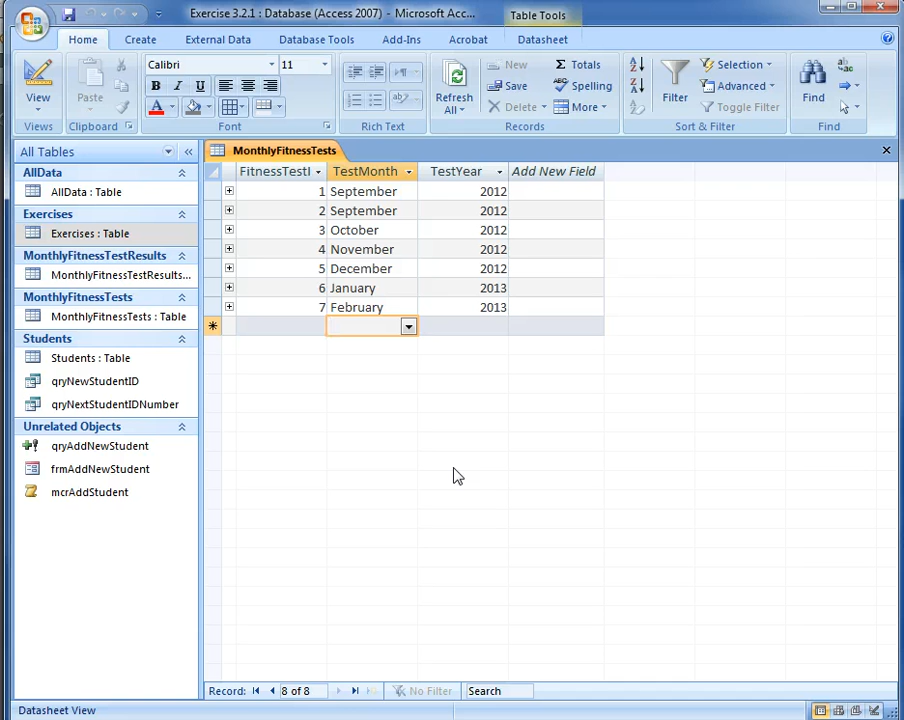 Exercise 3.2.1 : Database (Access 2007) - Microsoft Acc...
Table Tools
Home
Create
External Data
Database Tools
Add-Ins
Acrobat
Datasheet
View
Views
Paste
Clipboard
Calibri
11
B I U
A
Font
Rich Text
Refresh All
New
Save
Delete
Totals
Spelling
More
Records
Filter
Selection
Advanced
Toggle Filter
Sort & Filter
Find
Find
All Tables
AllData
AllData : Table
Exercises
Exercises : Table
MonthlyFitnessTestResults
MonthlyFitnessTestResults...
MonthlyFitnessTests
MonthlyFitnessTests : Table
Students
Students : Table
qryNewStudentID
qryNextStudentIDNumber
Unrelated Objects
qryAddNewStudent
frmAddNewStudent
mcrAddStudent
MonthlyFitnessTests
FitnessTestI TestMonth TestYear Add New Field
1 September 2012
2 September 2012
3 October 2012
4 November 2012
5 December 2012
6 January 2013
7 February 2013
Record: 8 of 8 No Filter Search
Datasheet View